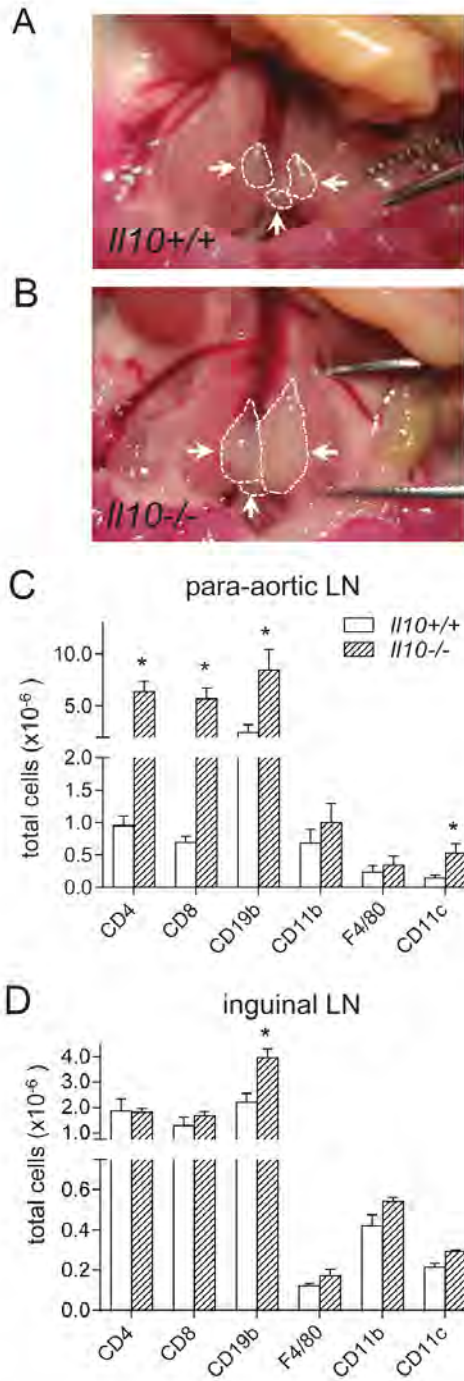 A
Il10+/+
B
Il10-/-
C
para-aortic LN
Il10+/+
Il10-/-
total cells (x10⁻⁶)
10.0
5.0
2.0
1.5
1.0
0.5
0.0
*
*
*
*
CD4
CD8
CD19b
CD11b
F4/80
CD11c
D
inguinal LN
total cells (x10⁻⁶)
4.0
3.0
2.0
1.0
0.6
0.4
0.2
0.0
*
CD4
CD8
CD19b
F4/80
CD11b
CD11c